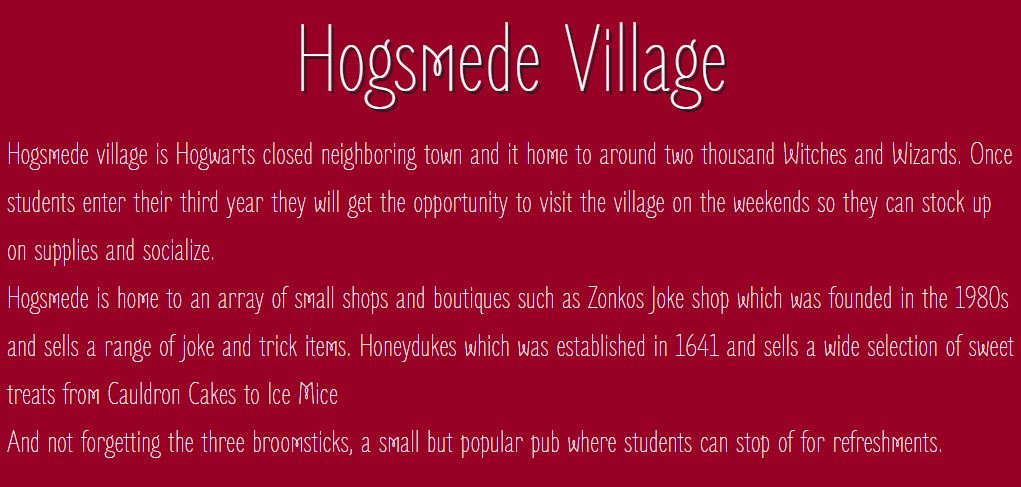 Hogsmede Village
Hogsmede village is Hogwarts closed neighboring town and it home to around two thousand Witches and Wizards. Once
students enter their third year they will get the opportunity to visit the village on the weekends so they can stock up
on supplies and socialize.
Hogsmede is home to an array of small shops and boutiques such as Zonkos Joke shop which was founded in the 1980s
and sells a range of joke and trick items. Honeydukes which was established in 1641 and sells a wide selection of sweet
treats from Cauldron Cakes to Ice Mice
And not forgetting the three broomsticks, a small but popular pub where students can stop of for refreshments.